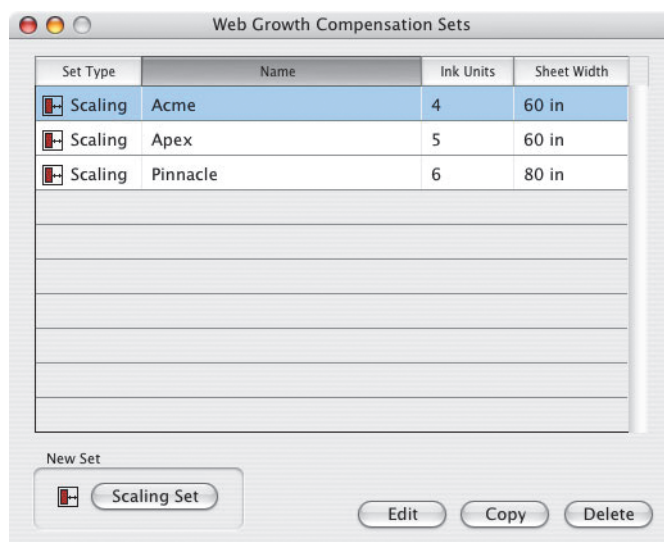 Web Growth Compensation Sets
Set Type Name Ink Units Sheet Width
Scaling Acme 4 60 in
Scaling Apex 5 60 in
Scaling Pinnacle 6 80 in
New Set
Scaling Set
Edit Copy Delete